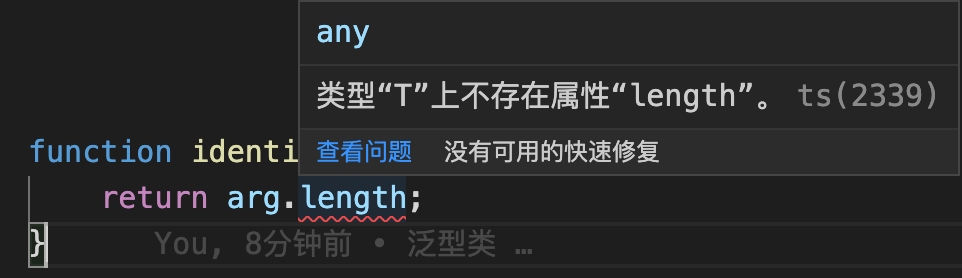 any
类型“T”上不存在属性“length”。 ts(2339)
function identi
查看问题 没有可用的快速修复
return arg.length;
} You, 8分钟前 • 泛型类 …